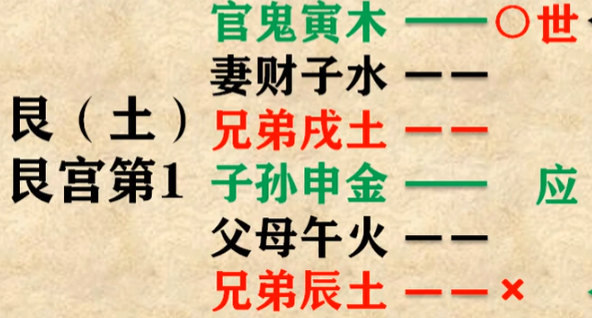 官鬼寅木 ——○世
妻财子水 — —
兄弟戌土 — —
子孙申金 —— 应
父母午火 — —
兄弟辰土 — —×
艮（土）
艮宫第1